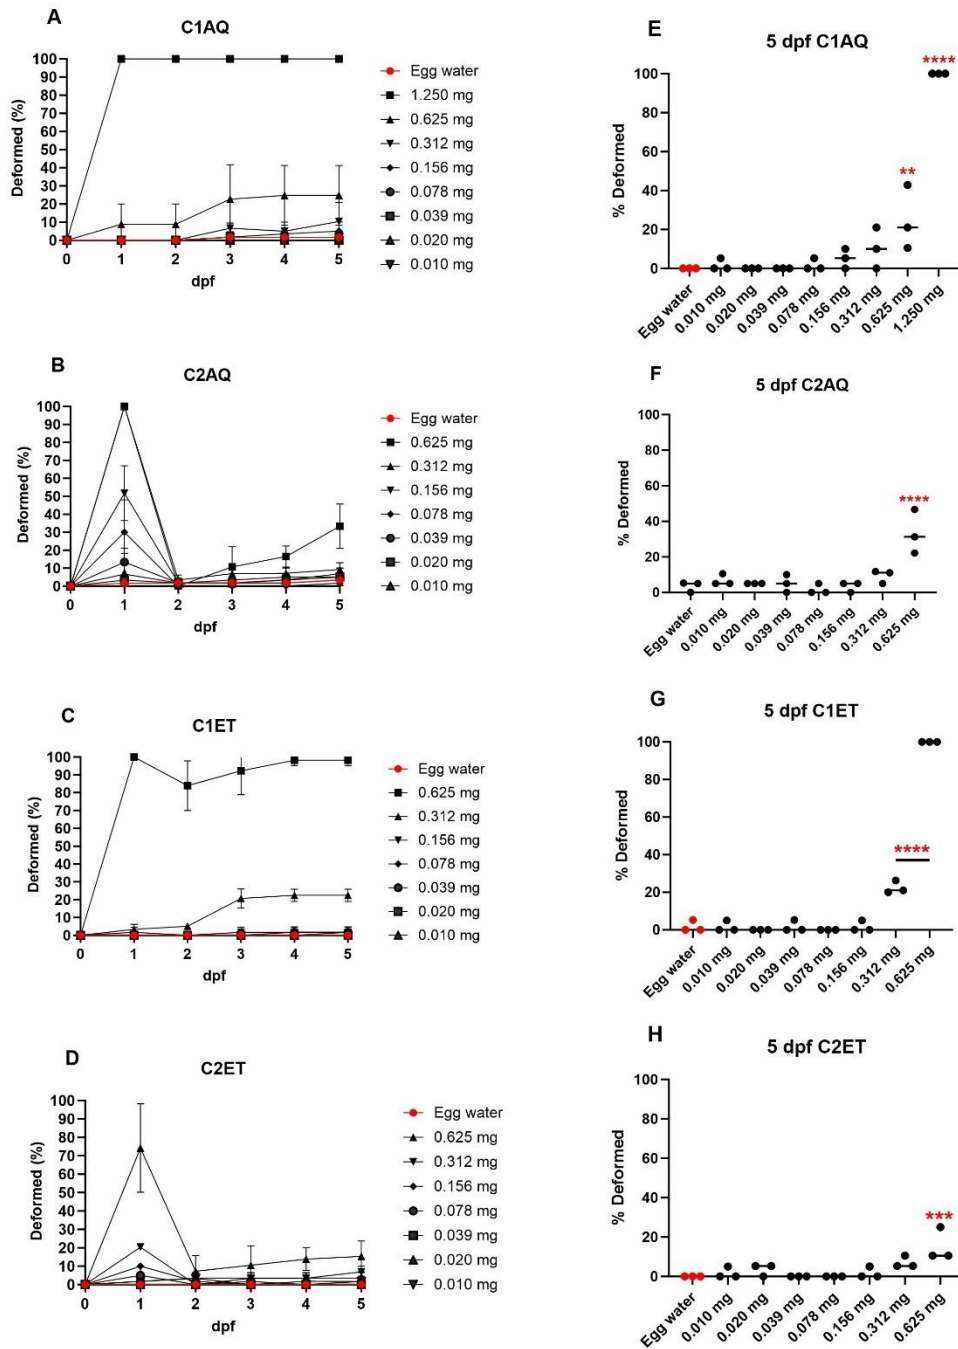 A
C1AQ
Deformed (%)
100
90
80
70
60
50
40
30
20
10
0
0 1 2 3 4 5
dpf
Egg water
1.250 mg
0.625 mg
0.312 mg
0.156 mg
0.078 mg
0.039 mg
0.020 mg
0.010 mg
E
5 dpf C1AQ
% Deformed
100
80
60
40
20
0
**
****
Egg water 0.010 mg 0.020 mg 0.039 mg 0.078 mg 0.156 mg 0.312 mg 0.625 mg 1.250 mg
B
C2AQ
Deformed (%)
100
90
80
70
60
50
40
30
20
10
0
0 1 2 3 4 5
dpf
Egg water
0.625 mg
0.312 mg
0.156 mg
0.078 mg
0.039 mg
0.020 mg
0.010 mg
F
5 dpf C2AQ
% Deformed
100
80
60
40
20
0
****
Egg water 0.010 mg 0.020 mg 0.039 mg 0.078 mg 0.156 mg 0.312 mg 0.625 mg
C
C1ET
Deformed (%)
100
90
80
70
60
50
40
30
20
10
0
0 1 2 3 4 5
dpf
Egg water
0.625 mg
0.312 mg
0.156 mg
0.078 mg
0.039 mg
0.020 mg
0.010 mg
G
5 dpf C1ET
% Deformed
100
80
60
40
20
0
****
Egg water 0.010 mg 0.020 mg 0.039 mg 0.078 mg 0.156 mg 0.312 mg 0.625 mg
D
C2ET
Deformed (%)
100
90
80
70
60
50
40
30
20
10
0
0 1 2 3 4 5
dpf
Egg water
0.625 mg
0.312 mg
0.156 mg
0.078 mg
0.039 mg
0.020 mg
0.010 mg
H
5 dpf C2ET
% Deformed
100
80
60
40
20
0
***
Egg water 0.010 mg 0.020 mg 0.039 mg 0.078 mg 0.156 mg 0.312 mg 0.625 mg